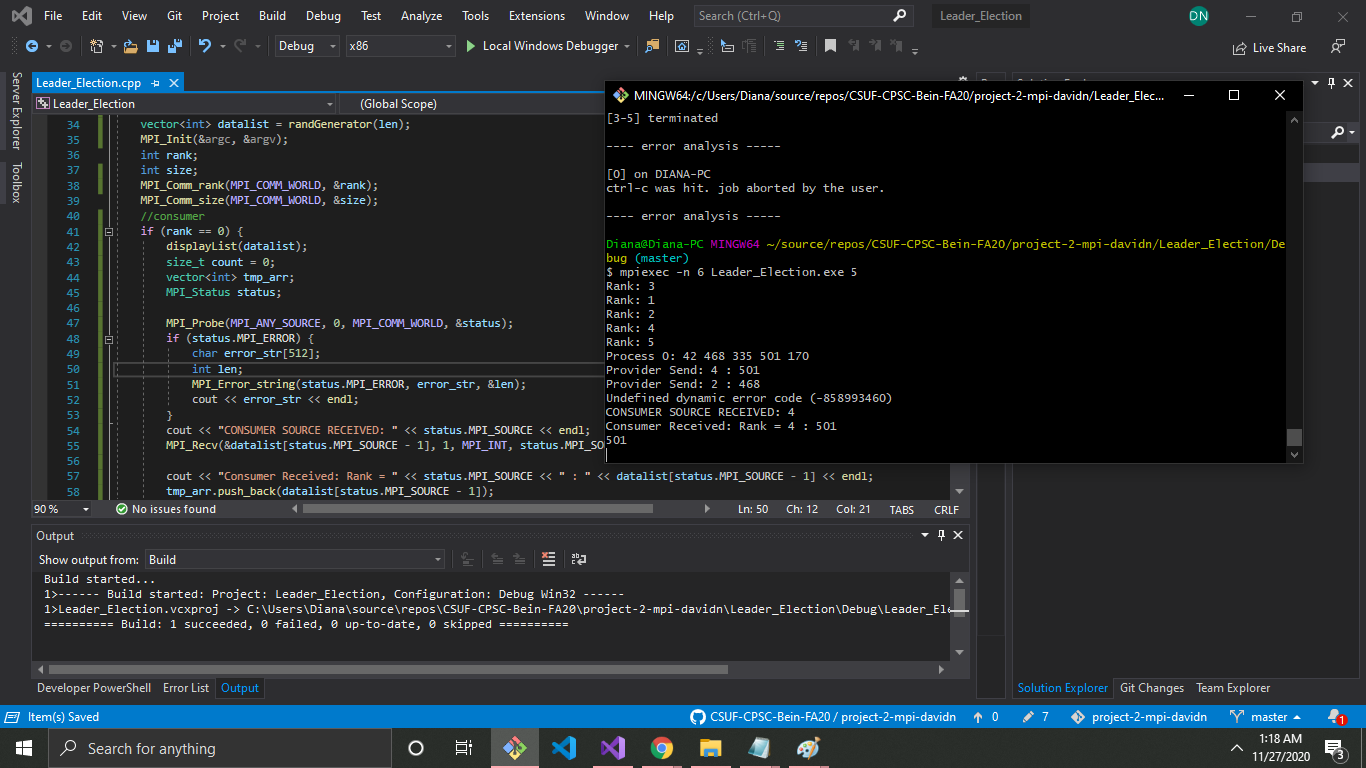 File Edit View Git Project Build Debug Test Analyze Tools Extensions Window Help Search (Ctrl+Q) Leader_Election DN
Debug x86 Local Windows Debugger Live Share
Server Explorer
Toolbox
Leader_Election.cpp
Leader_Election (Global Scope)
34 vector<int> datalist = randGenerator(len);
35 MPI_Init(&argc, &argv);
36 int rank;
37 int size;
38 MPI_Comm_rank(MPI_COMM_WORLD, &rank);
39 MPI_Comm_size(MPI_COMM_WORLD, &size);
40 //consumer
41 if (rank == 0) {
42 displayList(datalist);
43 size_t count = 0;
44 vector<int> tmp_arr;
45 MPI_Status status;
46
47 MPI_Probe(MPI_ANY_SOURCE, 0, MPI_COMM_WORLD, &status);
48 if (status.MPI_ERROR) {
49 char error_str[512];
50 int len;
51 MPI_Error_string(status.MPI_ERROR, error_str, &len);
52 cout << error_str << endl;
53 }
54 cout << "CONSUMER SOURCE RECEIVED: " << status.MPI_SOURCE << endl;
55 MPI_Recv(&datalist[status.MPI_SOURCE - 1], 1, MPI_INT, status.MPI_SO
56
57 cout << "Consumer Received: Rank = " << status.MPI_SOURCE << " : " << datalist[status.MPI_SOURCE - 1] << endl;
58 tmp_arr.push_back(datalist[status.MPI_SOURCE - 1]);
90 % No issues found Ln: 50 Ch: 12 Col: 21 TABS CRLF
MINGW64:/c/Users/Diana/source/repos/CSUF-CPSC-Bein-FA20/project-2-mpi-davidn/Leader_Elec...
[3-5] terminated
---- error analysis -----
[0] on DIANA-PC
ctrl-c was hit. job aborted by the user.
---- error analysis -----
Diana@Diana-PC MINGW64 ~/source/repos/CSUF-CPSC-Bein-FA20/project-2-mpi-davidn/Leader_Election/De
bug (master)
$ mpiexec -n 6 Leader_Election.exe 5
Rank: 3
Rank: 1
Rank: 2
Rank: 4
Rank: 5
Process 0: 42 468 335 501 170
Provider Send: 4 : 501
Provider Send: 2 : 468
Undefined dynamic error code (-858993460)
CONSUMER SOURCE RECEIVED: 4
Consumer Received: Rank = 4 : 501
501
Output
Show output from: Build
Build started...
1>------ Build started: Project: Leader_Election, Configuration: Debug Win32 ------
1>Leader_Election.vcxproj -> C:\Users\Diana\source\repos\CSUF-CPSC-Bein-FA20\project-2-mpi-davidn\Leader_Election\Debug\Leader_Ele
========== Build: 1 succeeded, 0 failed, 0 up-to-date, 0 skipped ==========
Developer PowerShell Error List Output
Solution Explorer Git Changes Team Explorer
Item(s) Saved CSUF-CPSC-Bein-FA20 / project-2-mpi-davidn 0 7 project-2-mpi-davidn master 1
Search for anything
1:18 AM
11/27/2020
3